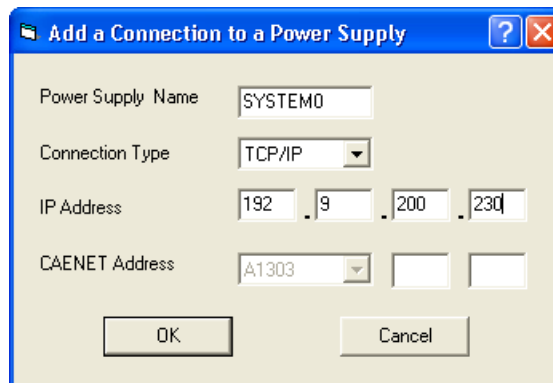 Add a Connection to a Power Supply
Power Supply Name SYSTEM0
Connection Type TCP/IP
IP Address 192 . 9 . 200 . 230
CAENET Address A1303
OK Cancel